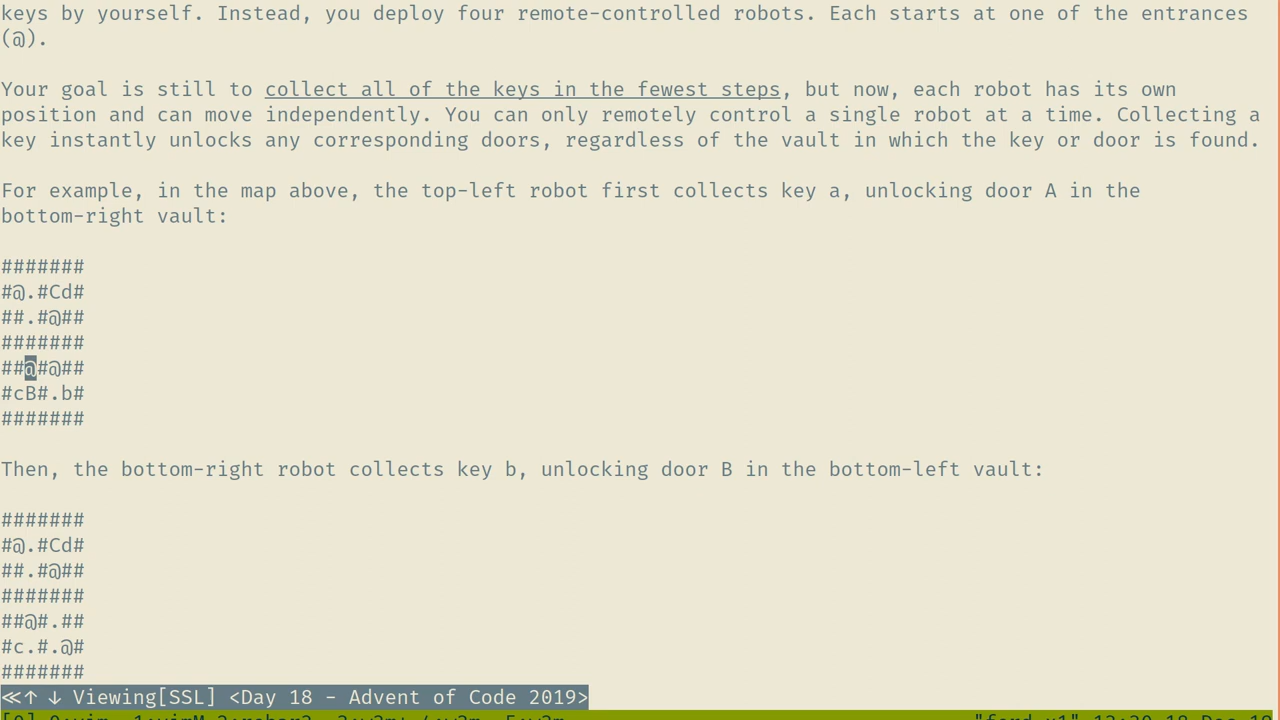 keys by yourself. Instead, you deploy four remote-controlled robots. Each starts at one of the entrances
(@).
Your goal is still to collect all of the keys in the fewest steps, but now, each robot has its own
position and can move independently. You can only remotely control a single robot at a time. Collecting a
key instantly unlocks any corresponding doors, regardless of the vault in which the key or door is found.
For example, in the map above, the top-left robot first collects key a, unlocking door A in the
bottom-right vault:
#######
#@.#Cd#
##.#@##
#######
##@#@##
#cB#.b#
#######
Then, the bottom-right robot collects key b, unlocking door B in the bottom-left vault:
#######
#@.#Cd#
##.#@##
#######
##@#.##
#c.#.@#
#######
≪↑ ↓ Viewing[SSL] <Day 18 - Advent of Code 2019>